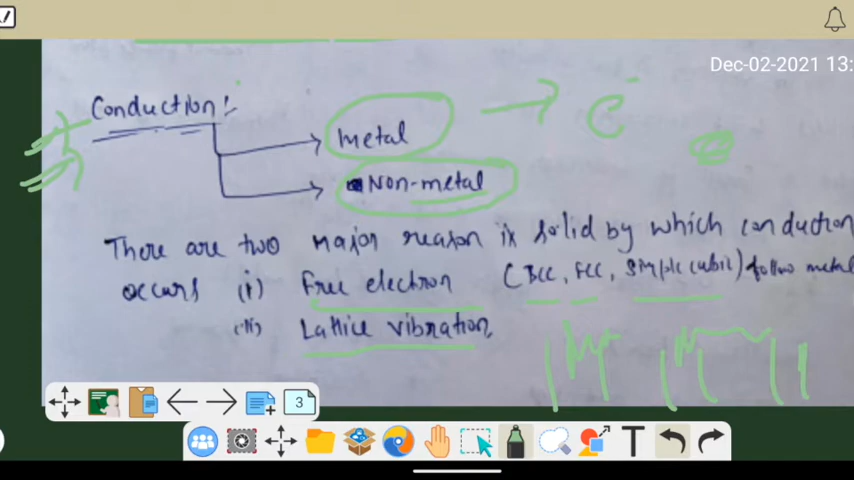 Dec-02-2021 13:
Conduction:-
Metal
e-
Non-metal
There are two major reason is solid by which conduction
occurs (i) Free electron (BCC, FCC, Simple cubic) follow metal
(ii) Lattice vibration,
3
T